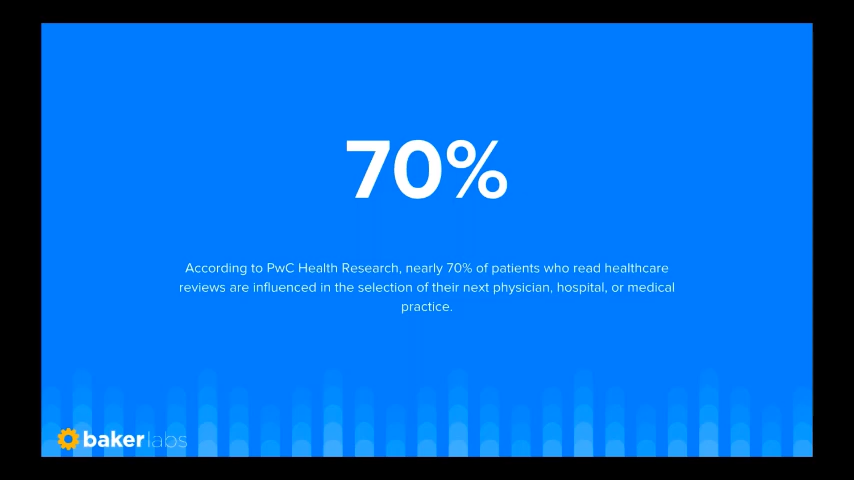 70%
According to PwC Health Research, nearly 70% of patients who read healthcare
reviews are influenced in the selection of their next physician, hospital, or medical
practice.
bakerlabs